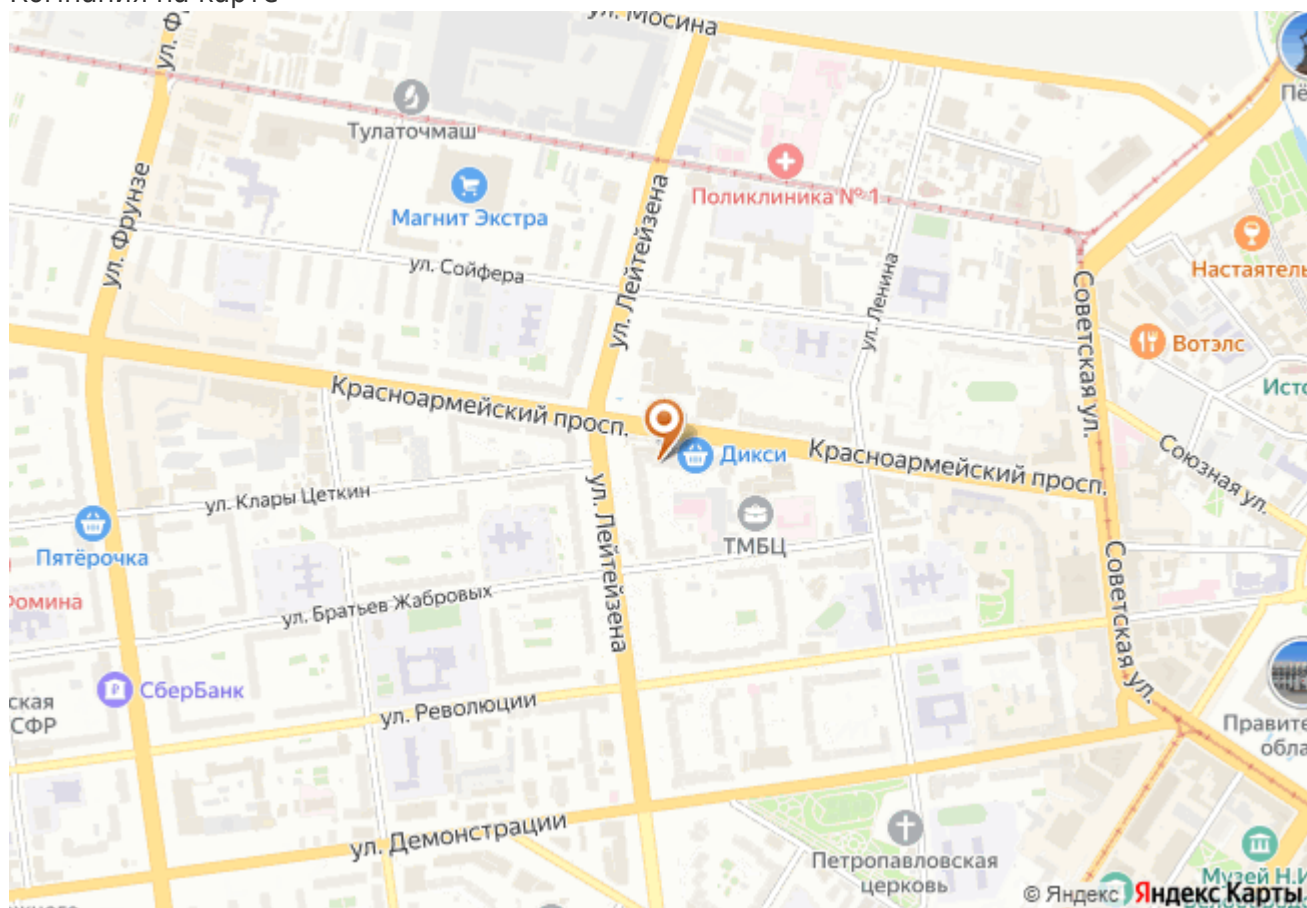 ул. Мосина
Тулаточмаш
Поликлиника № 1
Магнит Экстра
ул. Фрунзе
ул. Лейтейзена
ул. Сойфера
ул. Ленина
Советская ул.
Вотэлс
Красноармейский просп.
Дикси
Красноармейский просп.
Союзная ул.
ул. Клары Цеткин
Пятёрочка
ул. Лейтейзена
ТМБЦ
ул. Братьев Жабровых
Советская ул.
СберБанк
СФР
ул. Революции
ул. Демонстрации
Петропавловская
церковь
© Яндекс Яндекс Карты